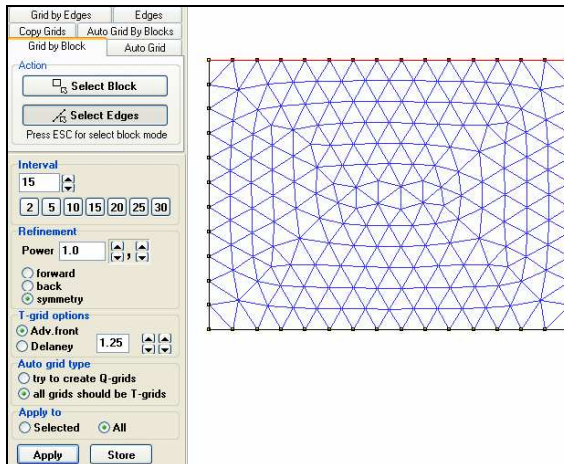 Grid by Edges Edges
Copy Grids Auto Grid By Blocks
Grid by Block Auto Grid
Action
Select Block
Select Edges
Press ESC for select block mode
Interval
15
2 5 10 15 20 25 30
Refinement
Power 1.0 ,
forward
back
symmetry
T-grid options
Adv.front
Delaney 1.25
Auto grid type
try to create Q-grids
all grids should be T-grids
Apply to
Selected All
Apply Store